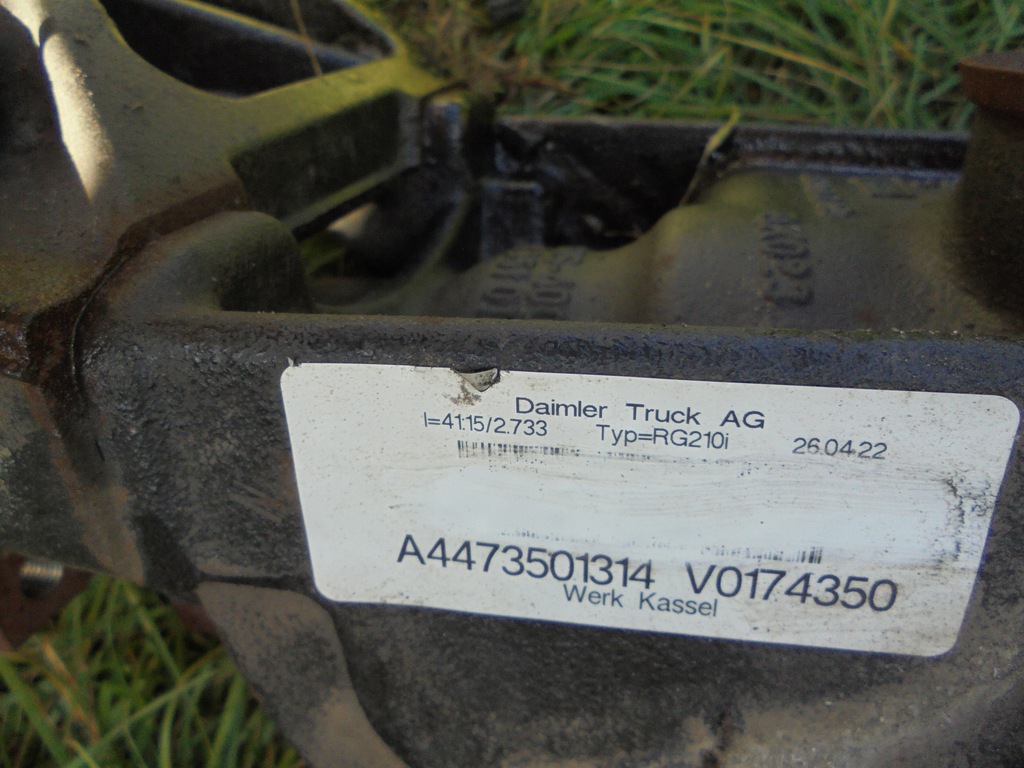 Daimler Truck AG
I=41:15/2.733 Typ=RG210i 26.04.22
A4473501314 V0174350
Werk Kassel